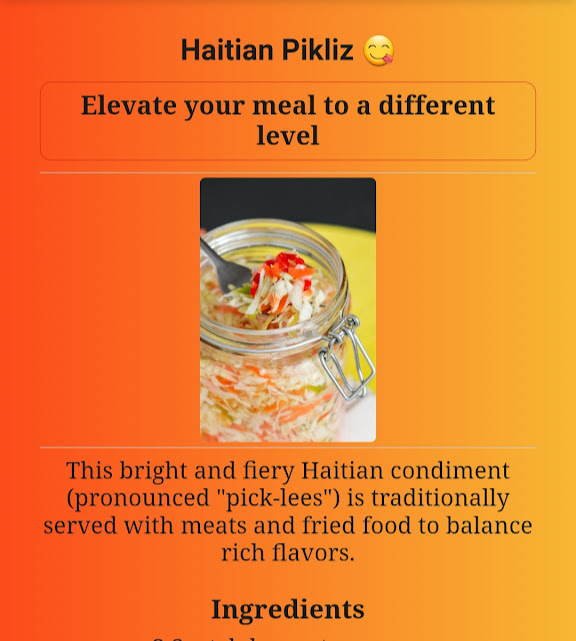 Haitian Pikliz 😋
Elevate your meal to a different
level
This bright and fiery Haitian condiment
(pronounced "pick-lees") is traditionally
served with meats and fried food to balance
rich flavors.
Ingredients